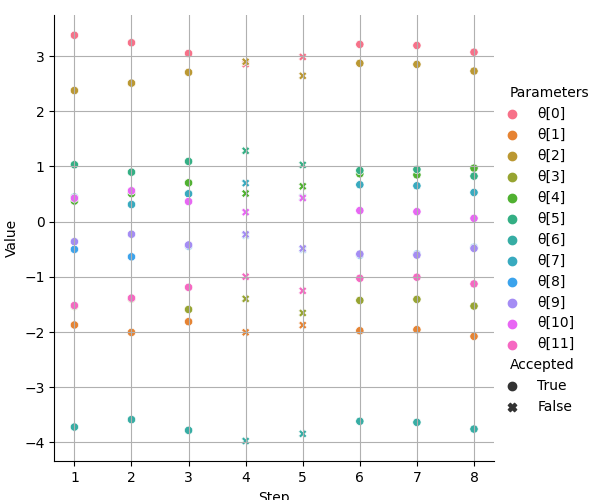 3
2
1
0
−1
−2
−3
−4
Value
1 2 3 4 5 6 7 8
Step
Parameters
θ[0]
θ[1]
θ[2]
θ[3]
θ[4]
θ[5]
θ[6]
θ[7]
θ[8]
θ[9]
θ[10]
θ[11]
Accepted
True
False